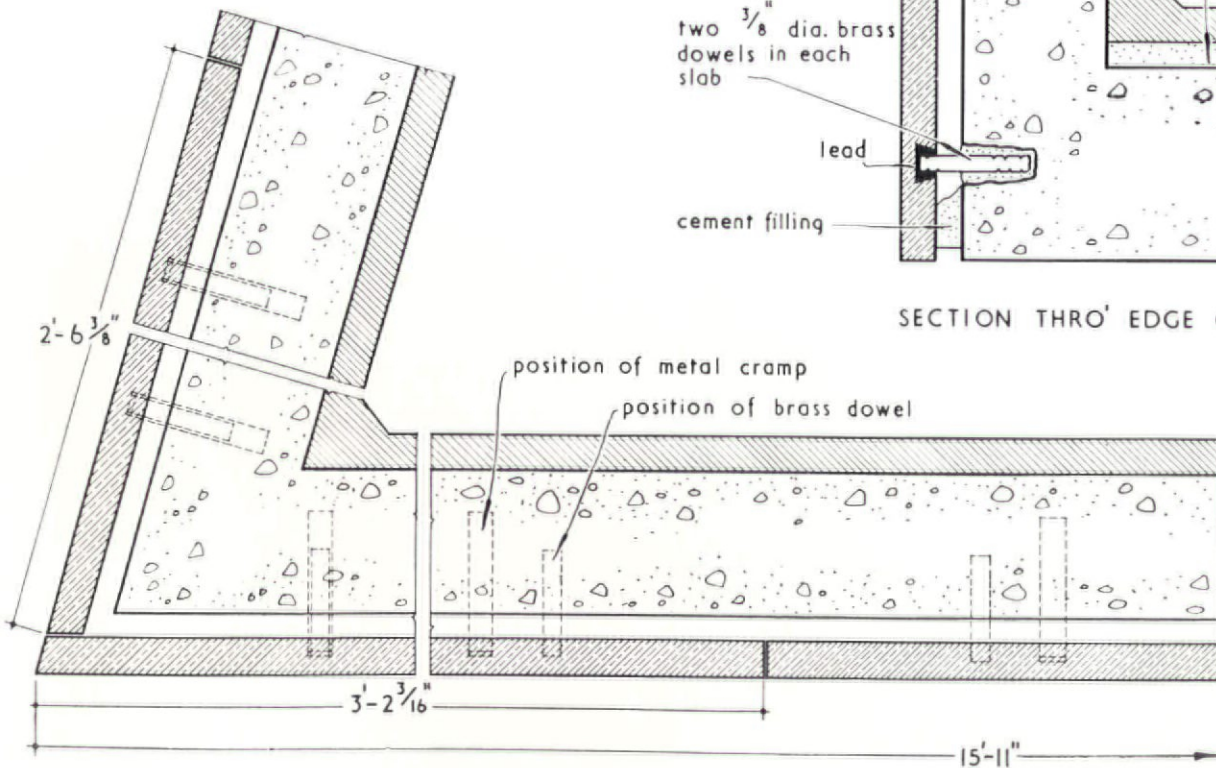 two 3/8" dia. brass
dowels in each
slab
lead
cement filling
SECTION THRO' EDGE
2'-6 3/8"
position of metal cramp
position of brass dowel
3'-2 3/16"
15'-11"